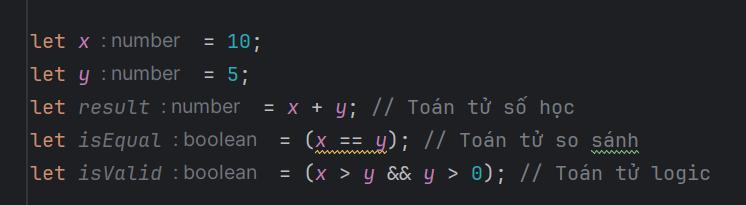 let x : number = 10;
let y : number = 5;
let result : number = x + y; // Toán tử số học
let isEqual : boolean = (x == y); // Toán tử so sánh
let isValid : boolean = (x > y && y > 0); // Toán tử logic